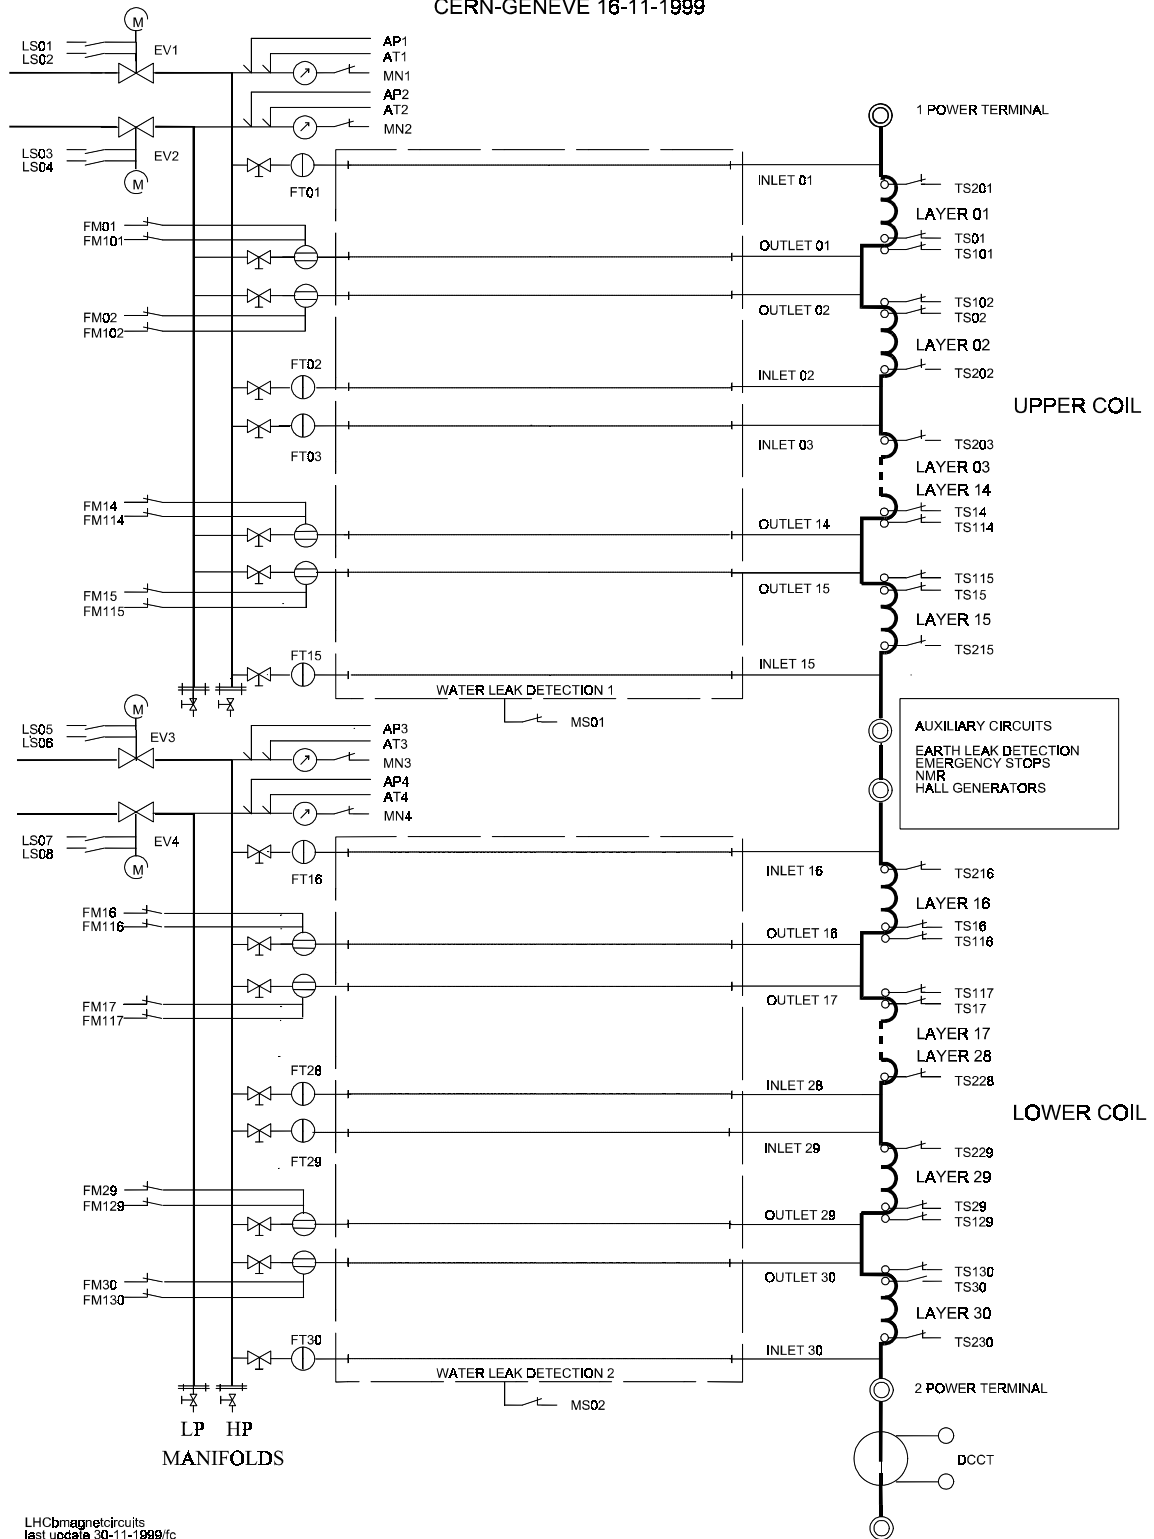 CERN-GENEVE 16-11-1999
M
LS01
LS02
EV1
AP1
AT1
MN1
AP2
AT2
MN2
LS03
LS04
EV2
M
1 POWER TERMINAL
FT01
INLET 01
TS201
LAYER 01
FM01
FM101
OUTLET 01
TS01
TS101
FM02
FM102
OUTLET 02
TS102
TS02
LAYER 02
FT02
INLET 02
TS202
UPPER COIL
FT03
INLET 03
TS203
LAYER 03
LAYER 14
FM14
FM114
OUTLET 14
TS14
TS114
FM15
FM115
OUTLET 15
TS115
TS15
LAYER 15
FT15
INLET 15
TS215
WATER LEAK DETECTION 1
MS01
M
LS05
LS06
EV3
AP3
AT3
MN3
AP4
AT4
MN4
AUXILIARY CIRCUITS
EARTH LEAK DETECTION
EMERGENCY STOPS
NMR
HALL GENERATORS
LS07
LS08
EV4
M
FT16
INLET 16
TS216
LAYER 16
FM16
FM116
OUTLET 16
TS16
TS116
FM17
FM117
OUTLET 17
TS117
TS17
LAYER 17
LAYER 28
FT28
INLET 28
TS228
LOWER COIL
FT29
INLET 29
TS229
LAYER 29
FM29
FM129
OUTLET 29
TS29
TS129
FM30
FM130
OUTLET 30
TS130
TS30
LAYER 30
FT30
INLET 30
TS230
WATER LEAK DETECTION 2
MS02
2 POWER TERMINAL
LP HP
MANIFOLDS
DCCT
LHCbmagnetcircuits
last update 30-11-1999/fc